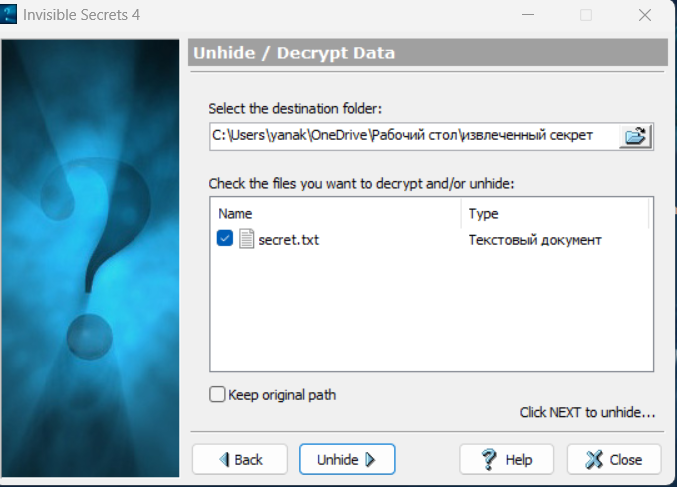 Invisible Secrets 4
Unhide / Decrypt Data
Select the destination folder:
C:\Users\yanak\OneDrive\Рабочий стол\извлеченный секрет
Check the files you want to decrypt and/or unhide:
Name Type
secret.txt Текстовый документ
Keep original path
Click NEXT to unhide...
Back Unhide Help Close